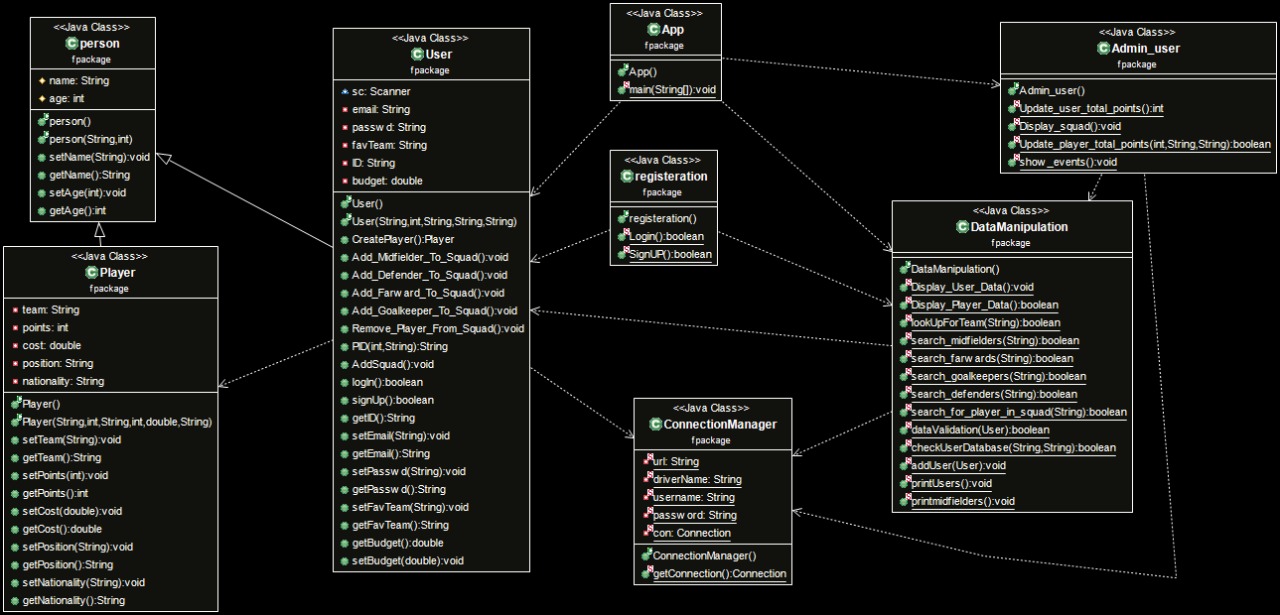 <<Java Class>>
person
fpackage
name: String
age: int
person()
person(String,int)
setName(String):void
getName():String
setAge(int):void
getAge():int
<<Java Class>>
Player
fpackage
team: String
points: int
cost: double
position: String
nationality: String
Player()
Player(String,int,String,int,double,String)
setTeam(String):void
getTeam():String
setPoints(int):void
getPoints():int
setCost(double):void
getCost():double
setPosition(String):void
getPosition():String
setNationality(String):void
getNationality():String
<<Java Class>>
User
fpackage
sc: Scanner
email: String
passwd: String
favTeam: String
ID: String
budget: double
User()
User(String,int,String,String,String)
CreatePlayer():Player
Add_Midfielder_To_Squad():void
Add_Defender_To_Squad():void
Add_Farward_To_Squad():void
Add_Goalkeeper_To_Squad():void
Remove_Player_From_Squad():void
PID(int,String):String
AddSquad():void
logIn():boolean
signUp():boolean
getID():String
setEmail(String):void
getEmail():String
setPasswd(String):void
getPasswd():String
setFavTeam(String):void
getFavTeam():String
getBudget():double
setBudget(double):void
<<Java Class>>
App
fpackage
App()
main(String[]):void
<<Java Class>>
registeration
fpackage
registeration()
Login():boolean
SignUP():boolean
<<Java Class>>
ConnectionManager
fpackage
url: String
driverName: String
username: String
password: String
con: Connection
ConnectionManager()
getConnection():Connection
<<Java Class>>
Admin_user
fpackage
Admin_user()
Update_user_total_points():int
Display_squad():void
Update_player_total_points(int,String,String):boolean
show_events():void
<<Java Class>>
DataManipulation
fpackage
DataManipulation()
Display_User_Data():void
Display_Player_Data():boolean
lookUpForTeam(String):boolean
search_midfielders(String):boolean
search_farwards(String):boolean
search_goalkeepers(String):boolean
search_defenders(String):boolean
search_for_player_in_squad(String):boolean
dataValidation(User):boolean
checkUserDatabase(String,String):boolean
addUser(User):void
printUsers():void
printmidfielders():void